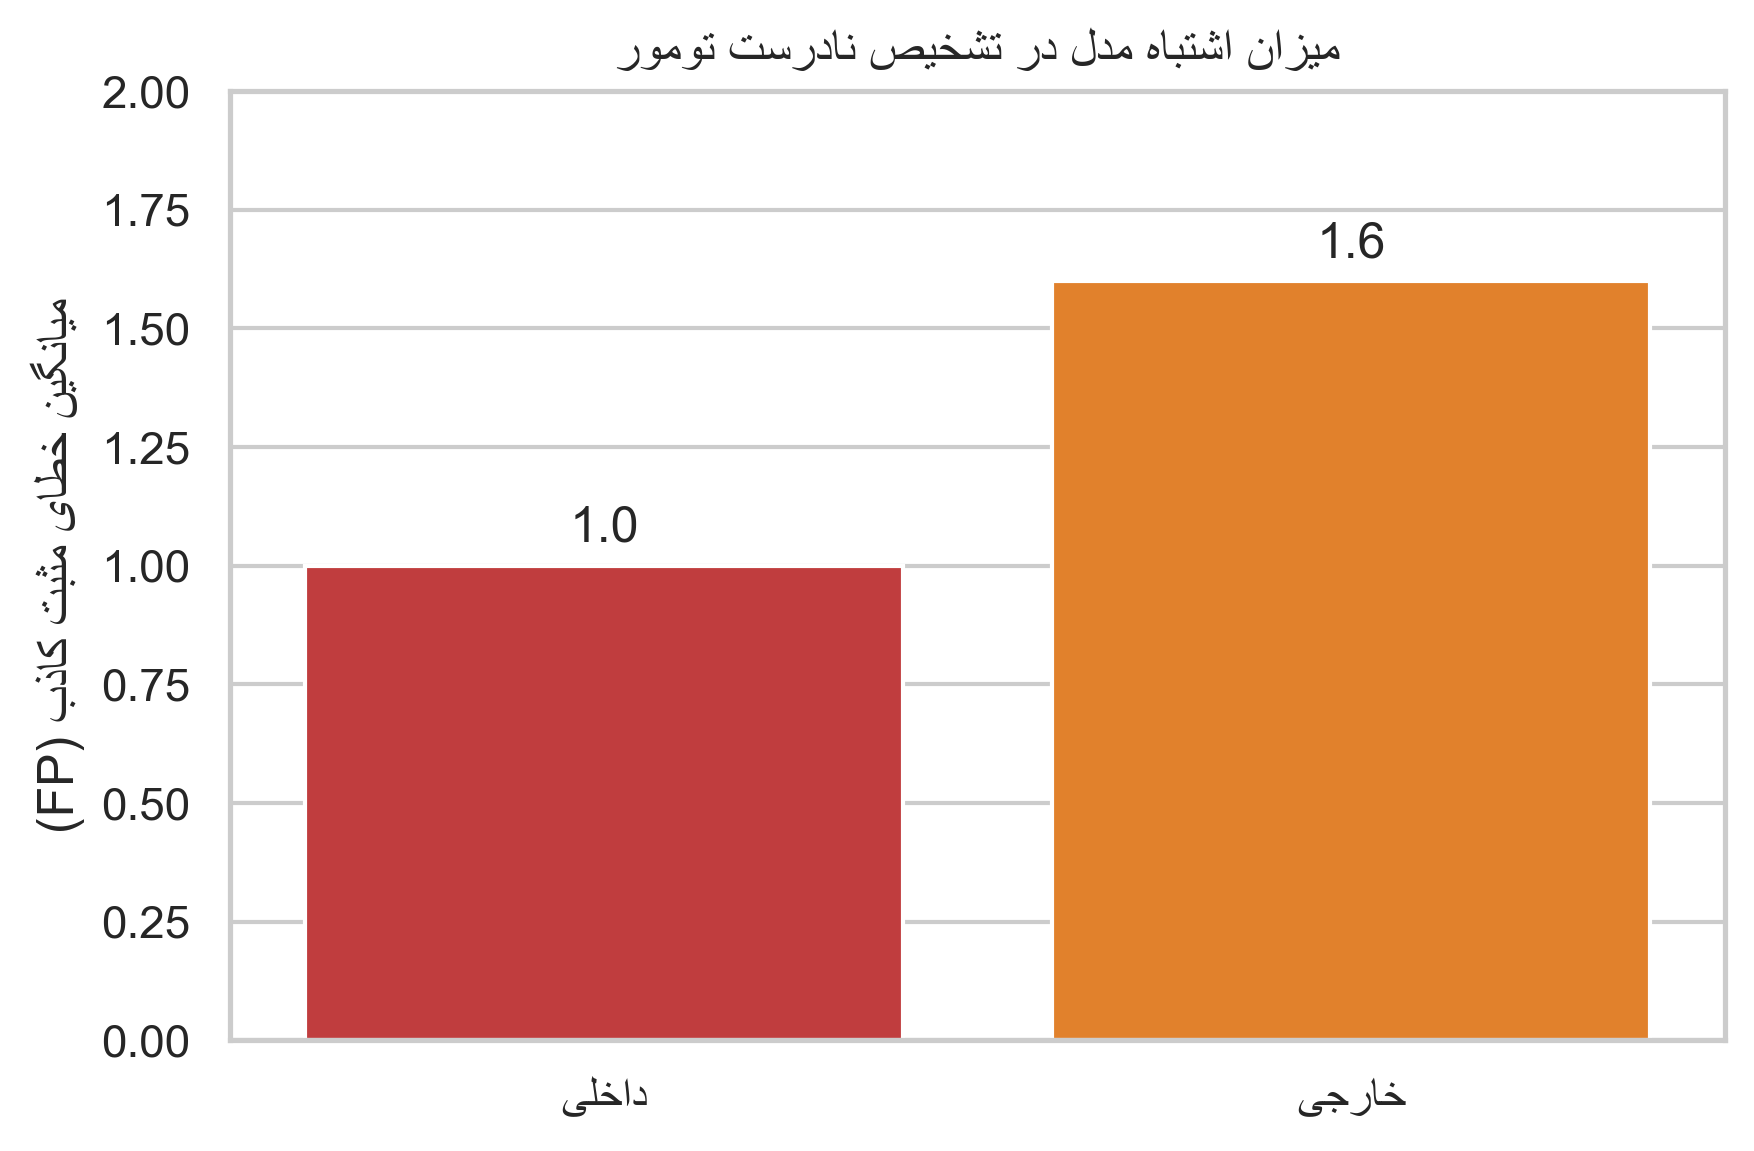 میزان اشتباه مدل در تشخیص نادرست تومور
میانگین خطای مثبت کاذب (FP)
2.00
1.75
1.50
1.25
1.00
0.75
0.50
0.25
0.00
1.0
1.6
داخلی
خارجی